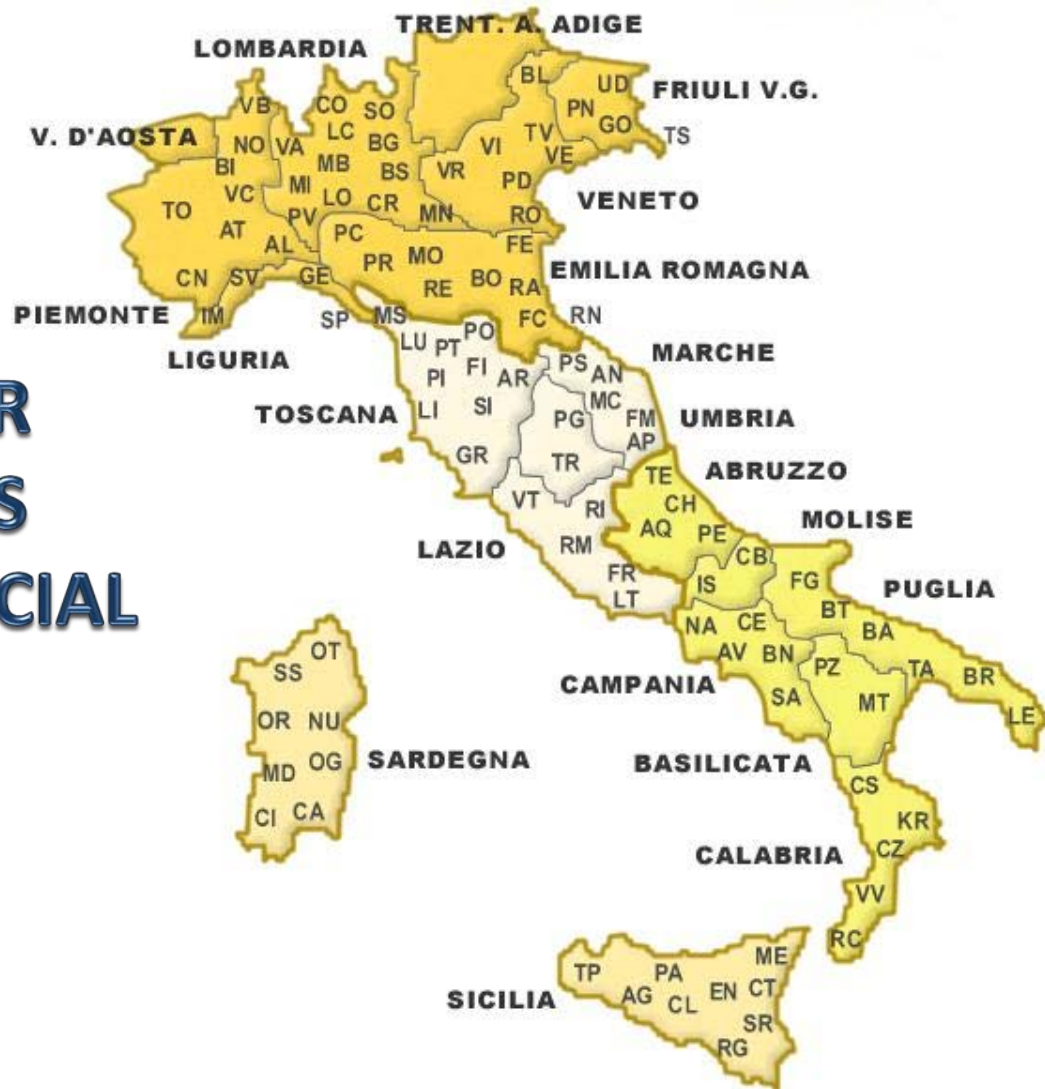 TRENT. A. ADIGE
LOMBARDIA
BL
UD
FRIULI V.G.
VB
CO
SO
PN
V. D'AOSTA
NO
VA
LC
BG
VI
TV
GO
TS
BI
MB
BS
VR
VE
VC
MI
LO
CR
PD
VENETO
TO
PV
MN
RO
AT
AL
PC
MO
FE
CN
SV
GE
PR
RE
BO
RA
EMILIA ROMAGNA
PIEMONTE
IM
SP
MS
FC
RN
LIGURIA
LU
PT
PO
FI
PS
AN
MARCHE
PI
AR
MC
R
TOSCANA
LI
SI
PG
FM
UMBRIA
AP
GR
TR
TE
ABRUZZO
S
VT
RI
CH
AQ
PE
MOLISE
LAZIO
RM
CB
FR
IS
FG
PUGLIA
CIAL
LT
BT
NA
CE
BA
SS
OT
AV
BN
PZ
TA
BR
CAMPANIA
SA
MT
LE
OR
NU
SARDEGNA
MD
OG
BASILICATA
CS
CI
CA
KR
CALABRIA
CZ
VV
RC
ME
TP
PA
SICILIA
AG
CL
EN
CT
SR
RG